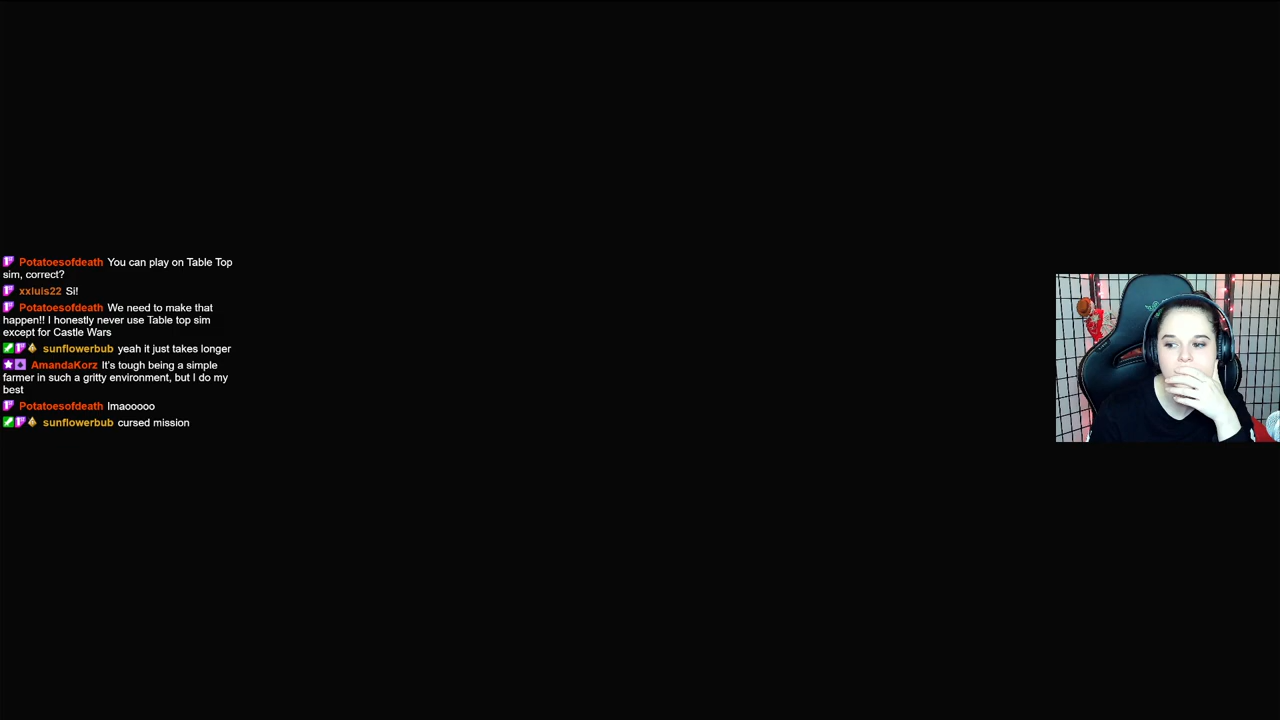 Potatoesofdeath You can play on Table Top
sim, correct?
xxluis22 Si!
Potatoesofdeath We need to make that
happen!! I honestly never use Table top sim
except for Castle Wars
sunflowerbub yeah it just takes longer
AmandaKorz It's tough being a simple
farmer in such a gritty environment, but I do my
best
Potatoesofdeath lmaooooo
sunflowerbub cursed mission